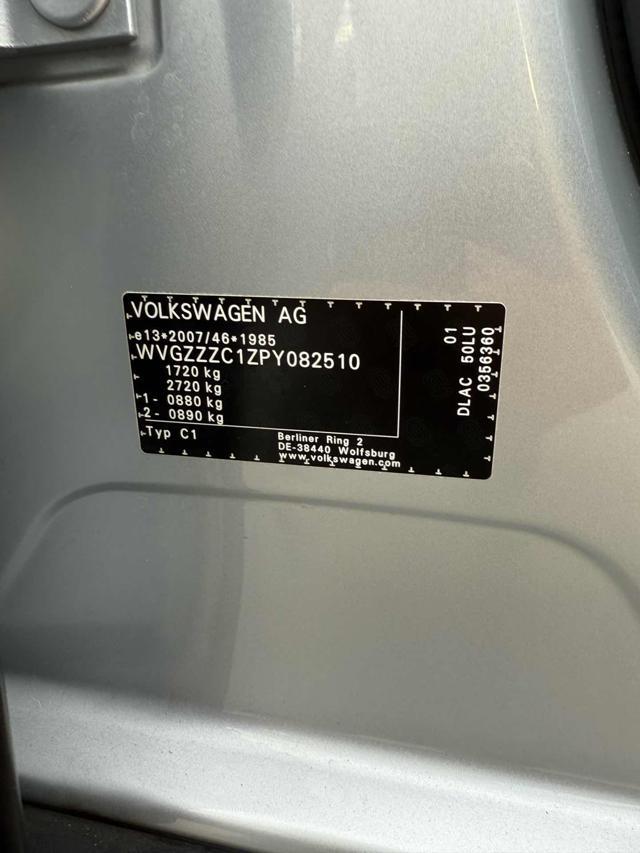 VOLKSWAGEN AG
e13*2007/46*1985
WVGZZZC1ZPY082510
1720 kg
2720 kg
1- 0880 kg
2- 0890 kg
Typ C1
Berliner Ring 2
DE-38440 Wolfsburg
www.volkswagen.com
01
DLAC 50LU
0356360